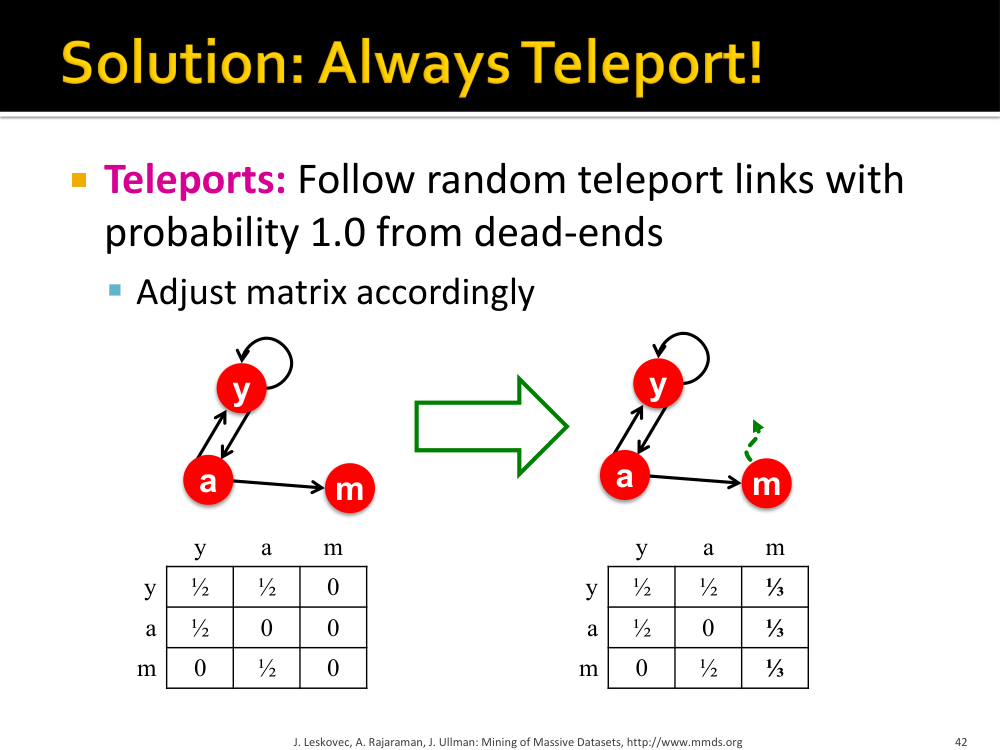 Solution: Always Teleport!
Teleports: Follow random teleport links with
probability 1.0 from dead-ends
Adjust matrix accordingly
y
a
m
y
a
m
y a m
y ½ ½ 0
a ½ 0 0
m 0 ½ 0
y a m
y ½ ½ ⅓
a ½ 0 ⅓
m 0 ½ ⅓
J. Leskovec, A. Rajaraman, J. Ullman: Mining of Massive Datasets, http://www.mmds.org
42